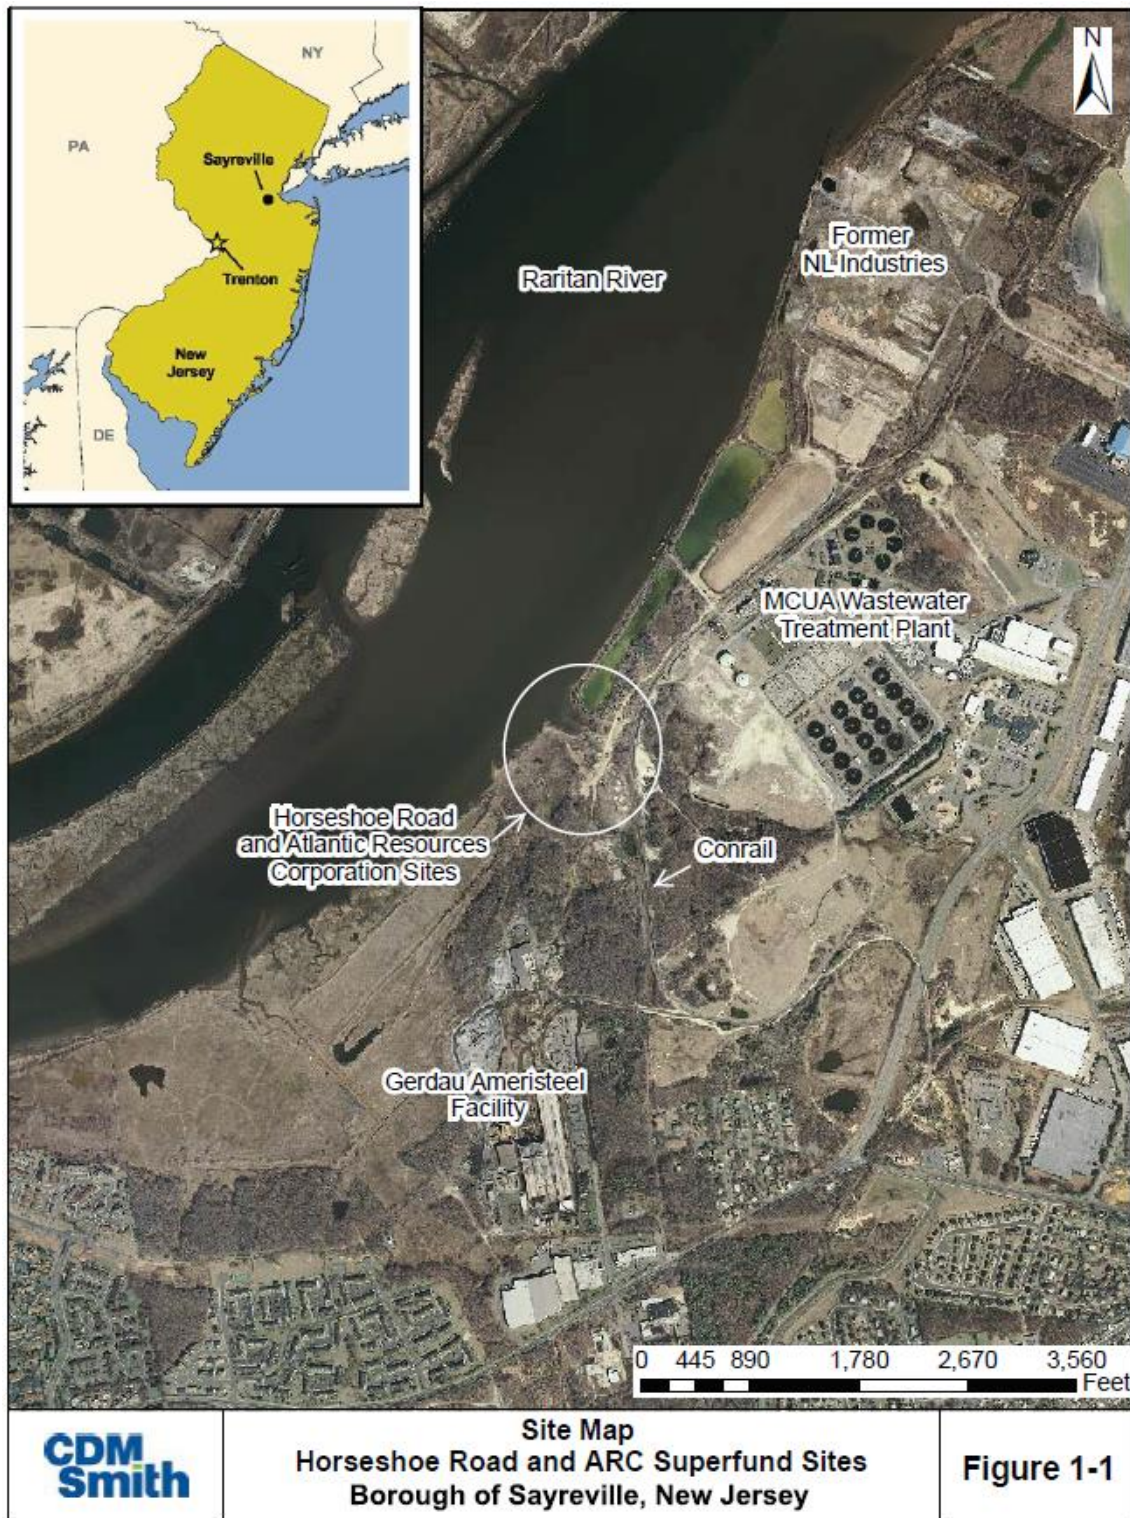 NY
PA
Sayreville
Trenton
New
Jersey
DE
N
Raritan River
Former
NL Industries
MCUA Wastewater
Treatment Plant
Horseshoe Road
and Atlantic Resources
Corporation Sites
Conrail
Gerdau Ameristeel
Facility
0 445 890 1,780 2,670 3,560
Feet
CDM
Smith
Site Map
Horseshoe Road and ARC Superfund Sites
Borough of Sayreville, New Jersey
Figure 1-1